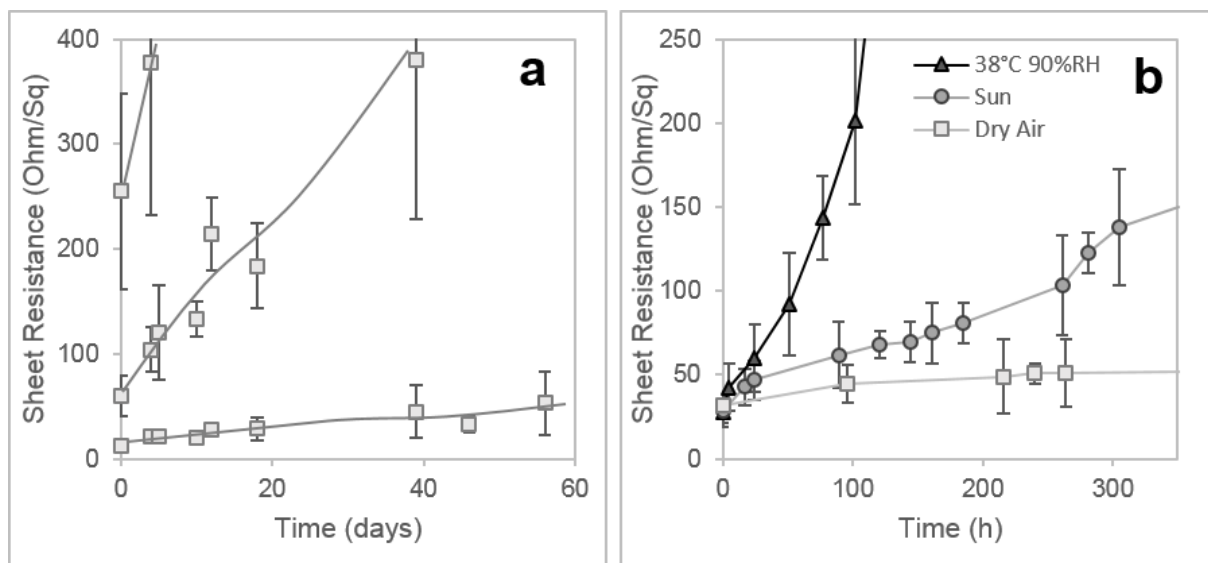 a
Sheet Resistance (Ohm/Sq)
400
300
200
100
0
0 20 40 60
Time (days)
b
38°C 90%RH
Sun
Dry Air
Sheet Resistance (Ohm/Sq)
250
200
150
100
50
0
0 100 200 300
Time (h)